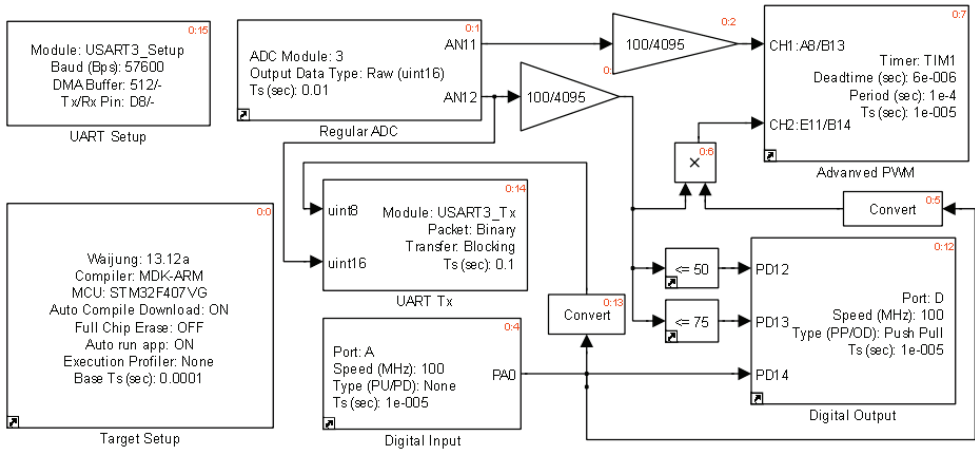 0:15
Module: USART3_Setup
Baud (Bps): 57600
DMA Buffer: 512/-
Tx/Rx Pin: D8/-
UART Setup
0:1
ADC Module: 3
Output Data Type: Raw (uint16)
Ts (sec): 0.01
AN11
AN12
Regular ADC
0:2
100/4095
0:
100/4095
0:7
CH1:A8/B13
Timer: TIM1
Deadtime (sec): 6e-006
Period (sec): 1e-4
Ts (sec): 1e-005
CH2:E11/B14
Advanved PWM
0:6
×
0:5
Convert
0:14
uint8
Module: USART3_Tx
Packet: Binary
Transfer: Blocking
uint16
Ts (sec): 0.1
UART Tx
0:0
Waijung: 13.12a
Compiler: MDK-ARM
MCU: STM32F407VG
Auto Compile Download: ON
Full Chip Erase: OFF
Auto run app: ON
Execution Profiler: None
Base Ts (sec): 0.0001
Target Setup
0:4
Port: A
Speed (MHz): 100
Type (PU/PD): None
Ts (sec): 1e-005
PA0
Digital Input
0:13
Convert
<= 50
<= 75
0:12
PD12
Port: D
Speed (MHz): 100
PD13
Type (PP/OD): Push Pull
Ts (sec): 1e-005
PD14
Digital Output